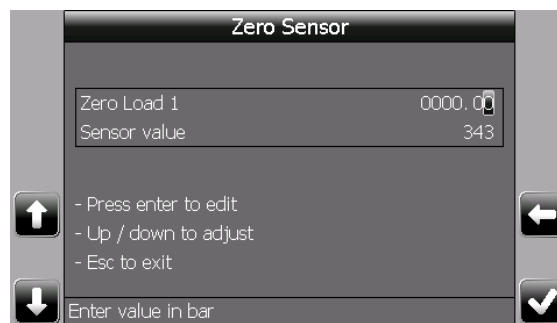 Zero Sensor
Zero Load 1 0000.00
Sensor value 343
- Press enter to edit
- Up / down to adjust
- Esc to exit
Enter value in bar